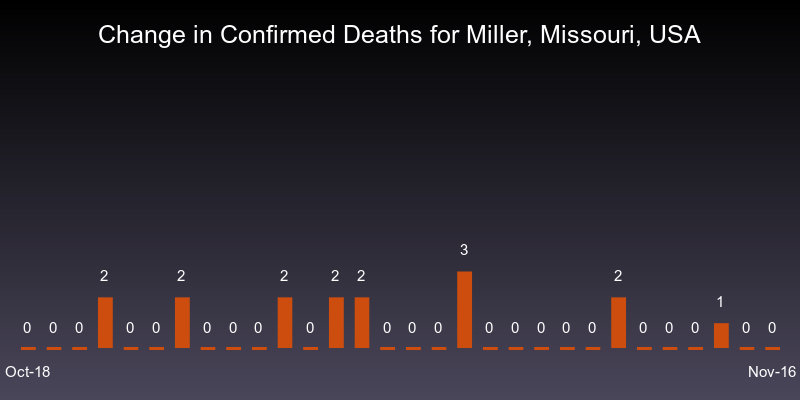 Change in Confirmed Deaths for Miller, Missouri, USA
3
2 2 2 2 2 2
1
0 0 0 0 0 0 0 0 0 0 0 0 0 0 0 0 0 0 0 0 0 0
Oct-18 Nov-16